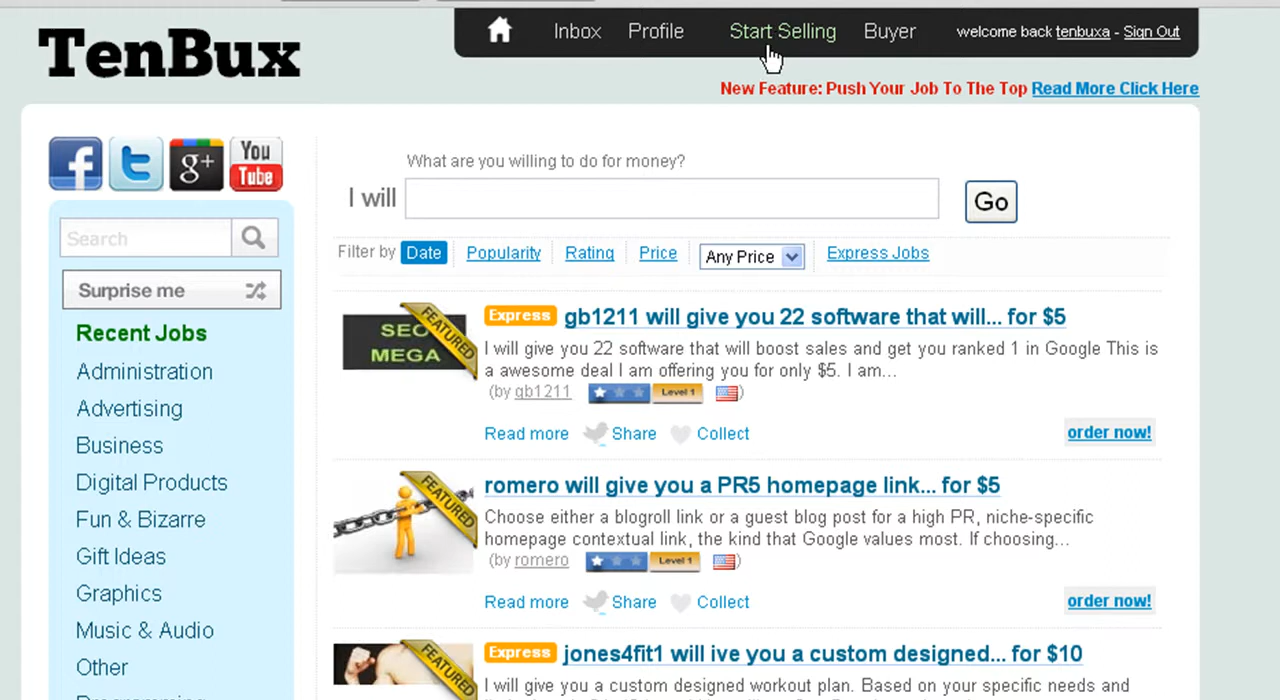 TenBux
Inbox Profile Start Selling Buyer welcome back tenbuxa - Sign Out
New Feature: Push Your Job To The Top Read More Click Here
f t g+ You Tube
Search
Surprise me
Recent Jobs
Administration
Advertising
Business
Digital Products
Fun & Bizarre
Gift Ideas
Graphics
Music & Audio
Other
What are you willing to do for money?
I will Go
Filter by Date Popularity Rating Price Any Price Express Jobs
SEO MEGA
FEATURED
Express gb1211 will give you 22 software that will... for $5
I will give you 22 software that will boost sales and get you ranked 1 in Google This is
a awesome deal I am offering you for only $5. I am...
(by gb1211 Level 1 )
Read more Share Collect order now!
FEATURED
romero will give you a PR5 homepage link... for $5
Choose either a blogroll link or a guest blog post for a high PR, niche-specific
homepage contextual link, the kind that Google values most. If choosing...
(by romero Level 1 )
Read more Share Collect order now!
FEATURED
Express jones4fit1 will ive you a custom designed... for $10
I will give you a custom designed workout plan. Based on your specific needs and